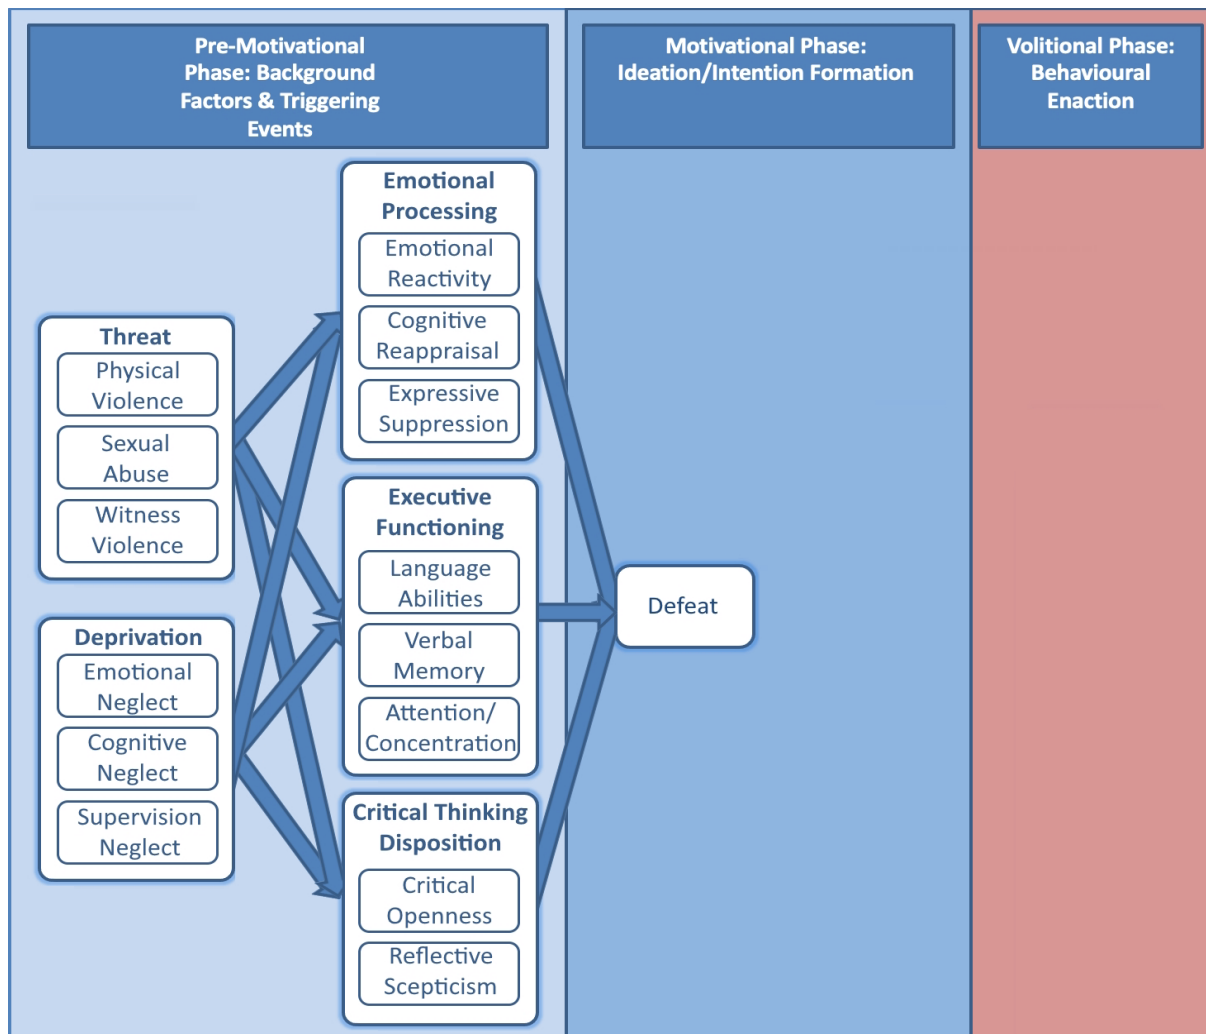 Pre-Motivational
Phase: Background
Factors & Triggering
Events
Motivational Phase:
Ideation/Intention Formation
Volitional Phase:
Behavioural
Enaction
Threat
Physical
Violence
Sexual
Abuse
Witness
Violence
Deprivation
Emotional
Neglect
Cognitive
Neglect
Supervision
Neglect
Emotional
Processing
Emotional
Reactivity
Cognitive
Reappraisal
Expressive
Suppression
Executive
Functioning
Language
Abilities
Verbal
Memory
Attention/
Concentration
Critical Thinking
Disposition
Critical
Openness
Reflective
Scepticism
Defeat